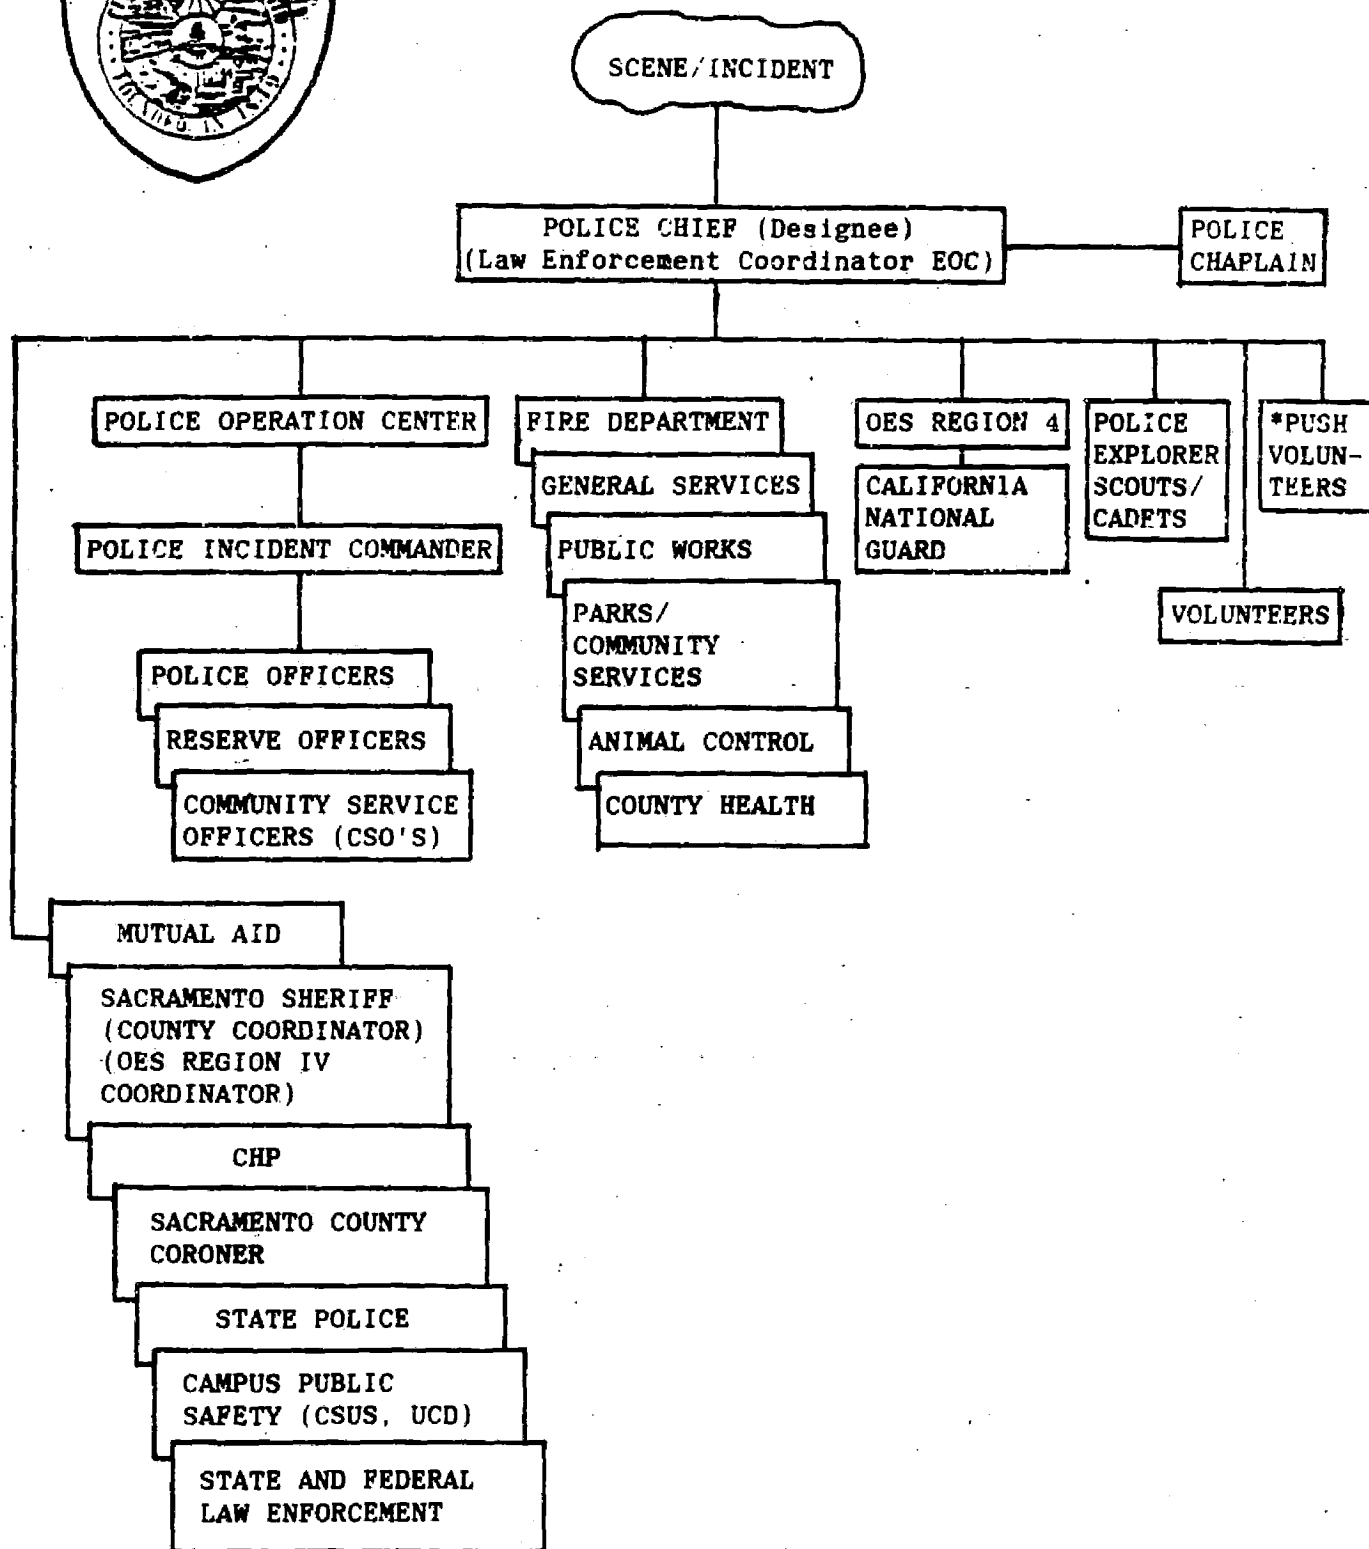 FOUNDED IN 1849
SCENE/INCIDENT
POLICE CHIEF (Designee)
(Law Enforcement Coordinator EOC)
POLICE
CHAPLAIN
POLICE OPERATION CENTER
POLICE INCIDENT COMMANDER
POLICE OFFICERS
RESERVE OFFICERS
COMMUNITY SERVICE
OFFICERS (CSO'S)
FIRE DEPARTMENT
GENERAL SERVICES
PUBLIC WORKS
PARKS/
COMMUNITY
SERVICES
ANIMAL CONTROL
COUNTY HEALTH
OES REGION 4
CALIFORNIA
NATIONAL
GUARD
POLICE
EXPLORER
SCOUTS/
CADETS
VOLUNTEERS
*PUSH
VOLUN-
TEERS
MUTUAL AID
SACRAMENTO SHERIFF
(COUNTY COORDINATOR)
(OES REGION IV
COORDINATOR)
CHP
SACRAMENTO COUNTY
CORONER
STATE POLICE
CAMPUS PUBLIC
SAFETY (CSUS, UCD)
STATE AND FEDERAL
LAW ENFORCEMENT